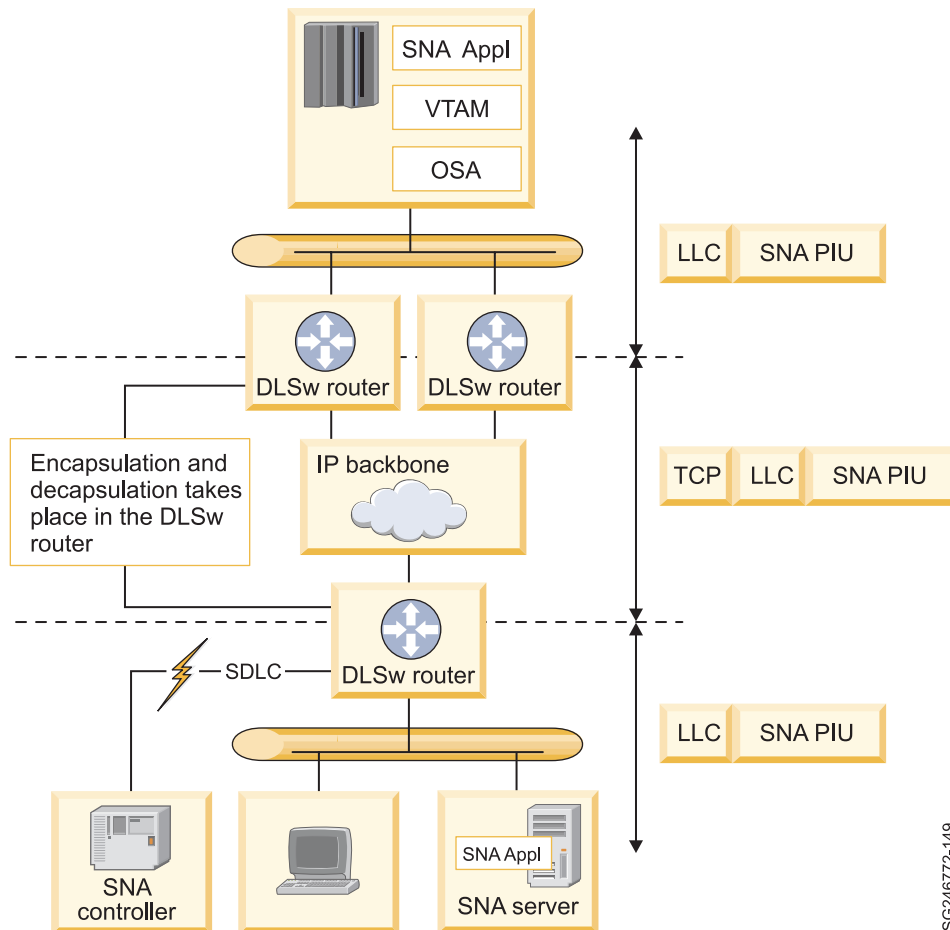 SNA Appl
VTAM
OSA
LLC
SNA PIU
DLSw router
DLSw router
Encapsulation and
decapsulation takes
place in the DLSw
router
IP backbone
TCP
LLC
SNA PIU
DLSw router
SDLC
LLC
SNA PIU
SNA
controller
SNA Appl
SNA server
SG246772-149